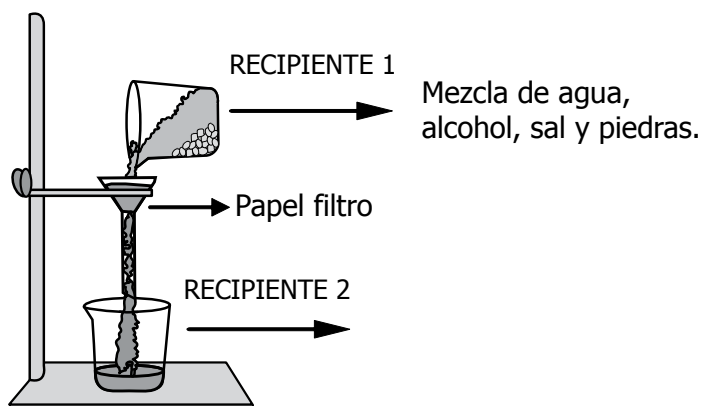 RECIPIENTE 1
Mezcla de agua,
alcohol, sal y piedras.
Papel filtro
RECIPIENTE 2